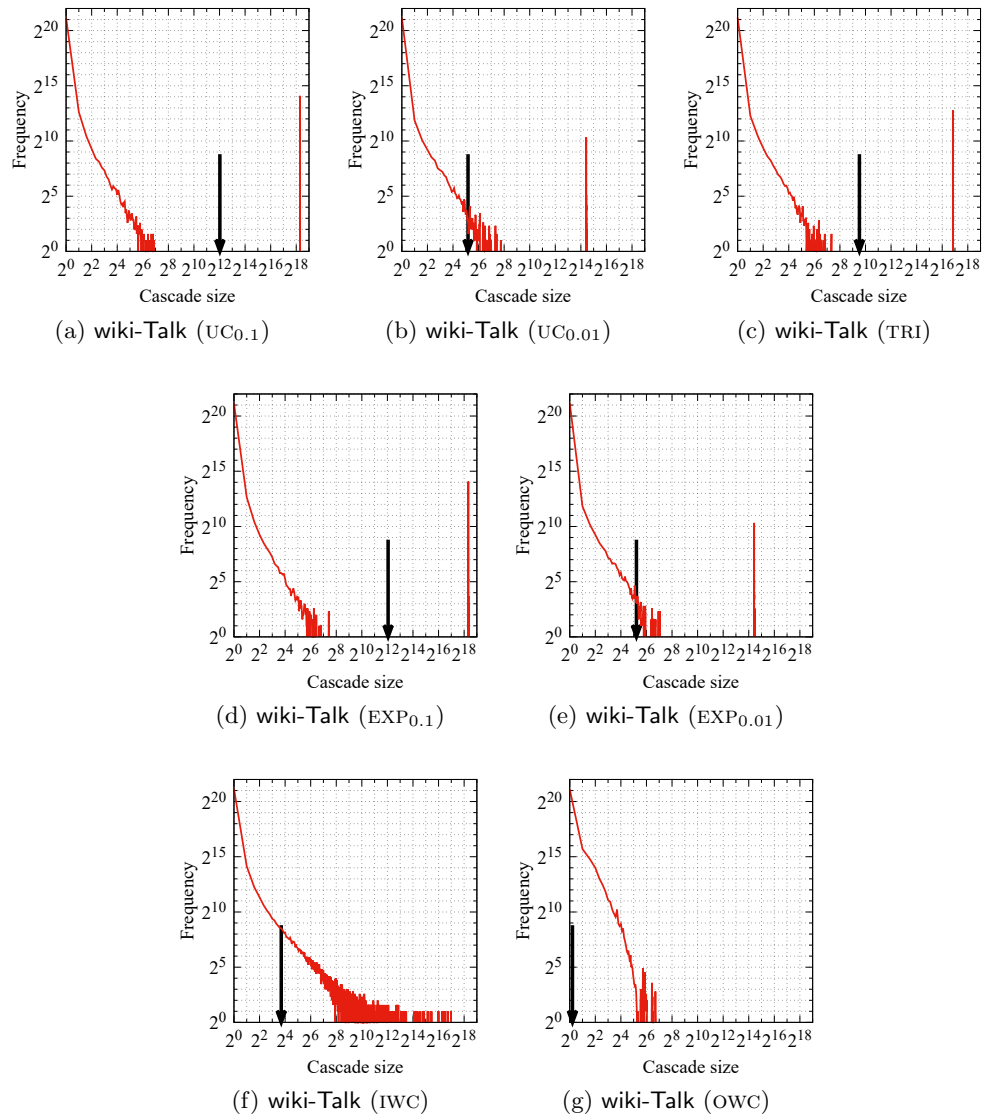 2^20 2^20 2^20
2^15 2^15 2^15
2^10 2^10 2^10
2^5 2^5 2^5
2^0 2^0 2^0
Frequency Frequency Frequency
2^0 2^2 2^4 2^6 2^8 2^10 2^12 2^14 2^16 2^18 2^0 2^2 2^4 2^6 2^8 2^10 2^12 2^14 2^16 2^18 2^0 2^2 2^4 2^6 2^8 2^10 2^12 2^14 2^16 2^18
Cascade size Cascade size Cascade size
(a) wiki-Talk (UC0.1) (b) wiki-Talk (UC0.01) (c) wiki-Talk (TRI)
2^20 2^20
2^15 2^15
2^10 2^10
2^5 2^5
2^0 2^0
Frequency Frequency
2^0 2^2 2^4 2^6 2^8 2^10 2^12 2^14 2^16 2^18 2^0 2^2 2^4 2^6 2^8 2^10 2^12 2^14 2^16 2^18
Cascade size Cascade size
(d) wiki-Talk (EXP0.1) (e) wiki-Talk (EXP0.01)
2^20 2^20
2^15 2^15
2^10 2^10
2^5 2^5
2^0 2^0
Frequency Frequency
2^0 2^2 2^4 2^6 2^8 2^10 2^12 2^14 2^16 2^18 2^0 2^2 2^4 2^6 2^8 2^10 2^12 2^14 2^16 2^18
Cascade size Cascade size
(f) wiki-Talk (IWC) (g) wiki-Talk (OWC)